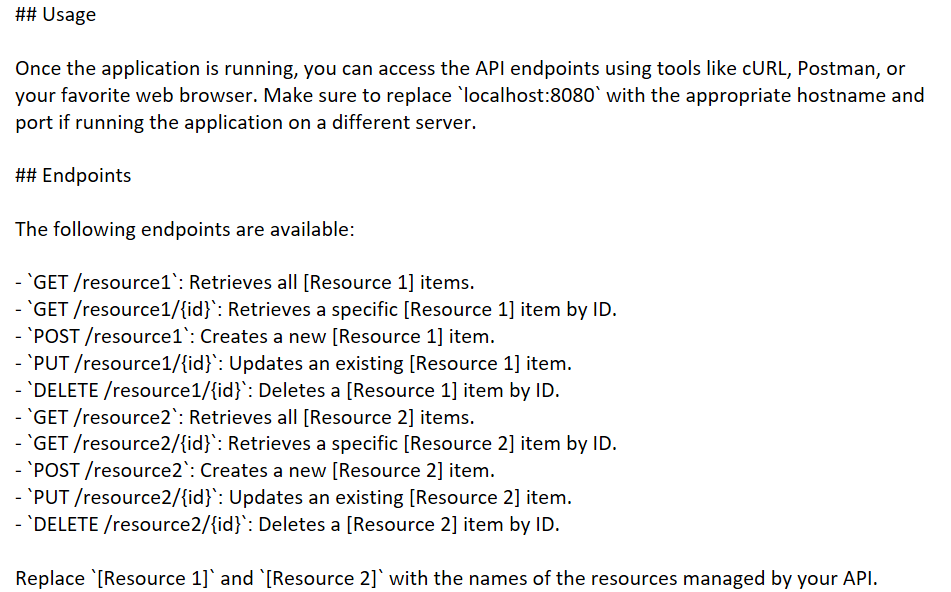 ## Usage
Once the application is running, you can access the API endpoints using tools like cURL, Postman, or
your favorite web browser. Make sure to replace `localhost:8080` with the appropriate hostname and
port if running the application on a different server.
## Endpoints
The following endpoints are available:
- `GET /resource1`: Retrieves all [Resource 1] items.
- `GET /resource1/{id}`: Retrieves a specific [Resource 1] item by ID.
- `POST /resource1`: Creates a new [Resource 1] item.
- `PUT /resource1/{id}`: Updates an existing [Resource 1] item.
- `DELETE /resource1/{id}`: Deletes a [Resource 1] item by ID.
- `GET /resource2`: Retrieves all [Resource 2] items.
- `GET /resource2/{id}`: Retrieves a specific [Resource 2] item by ID.
- `POST /resource2`: Creates a new [Resource 2] item.
- `PUT /resource2/{id}`: Updates an existing [Resource 2] item.
- `DELETE /resource2/{id}`: Deletes a [Resource 2] item by ID.
Replace `[Resource 1]` and `[Resource 2]` with the names of the resources managed by your API.